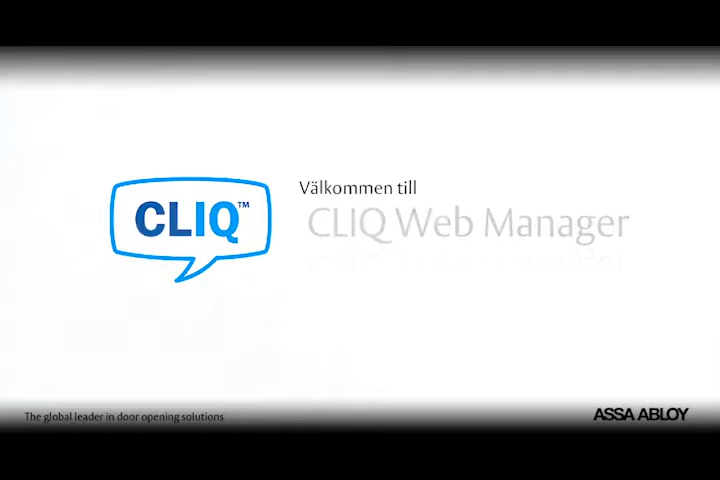 Välkommen till
CLIQ™
CLIQ Web Manager
The global leader in door opening solutions
ASSA ABLOY